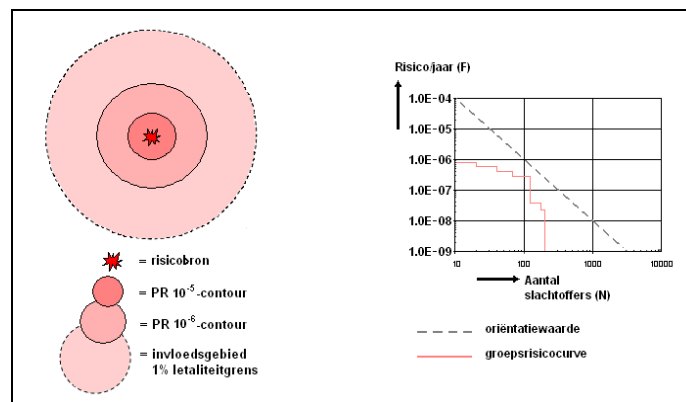 = risicobron
= PR 10⁻⁵-contour
= PR 10⁻⁶-contour
= invloedsgebied
1% letaliteitgrens
Risico/jaar (F)
1.0E-04
1.0E-05
1.0E-06
1.0E-07
1.0E-08
1.0E-09
10
100
1000
10000
Aantal
slachtoffers (N)
oriëntatiewaarde
groepsrisicocurve